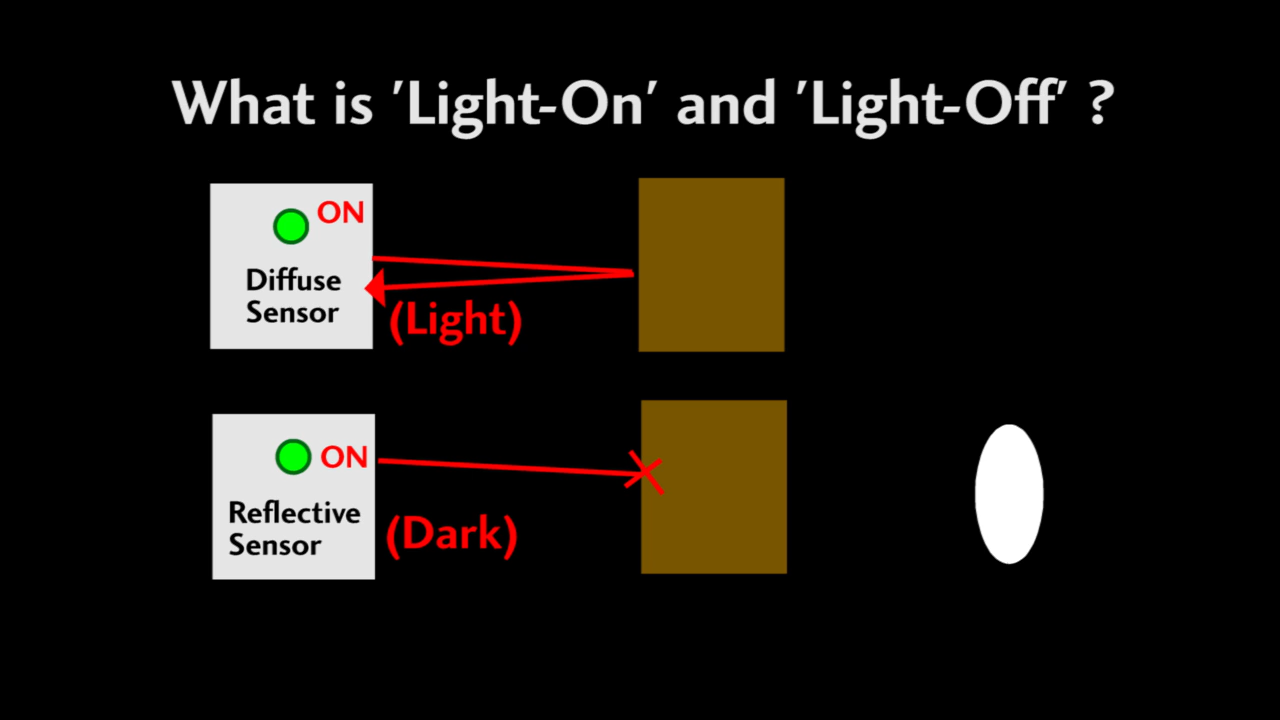 What is 'Light-On' and 'Light-Off' ?
ON
Diffuse
Sensor
(Light)
ON
Reflective
Sensor
(Dark)